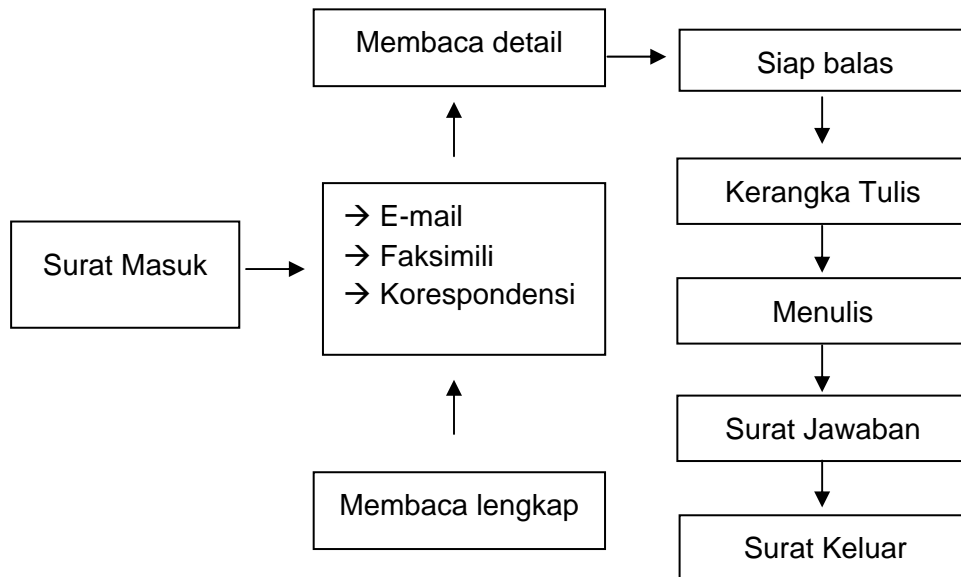 Membaca detail
Siap balas
Kerangka Tulis
Surat Masuk
→ E-mail
→ Faksimili
→ Korespondensi
Menulis
Surat Jawaban
Membaca lengkap
Surat Keluar